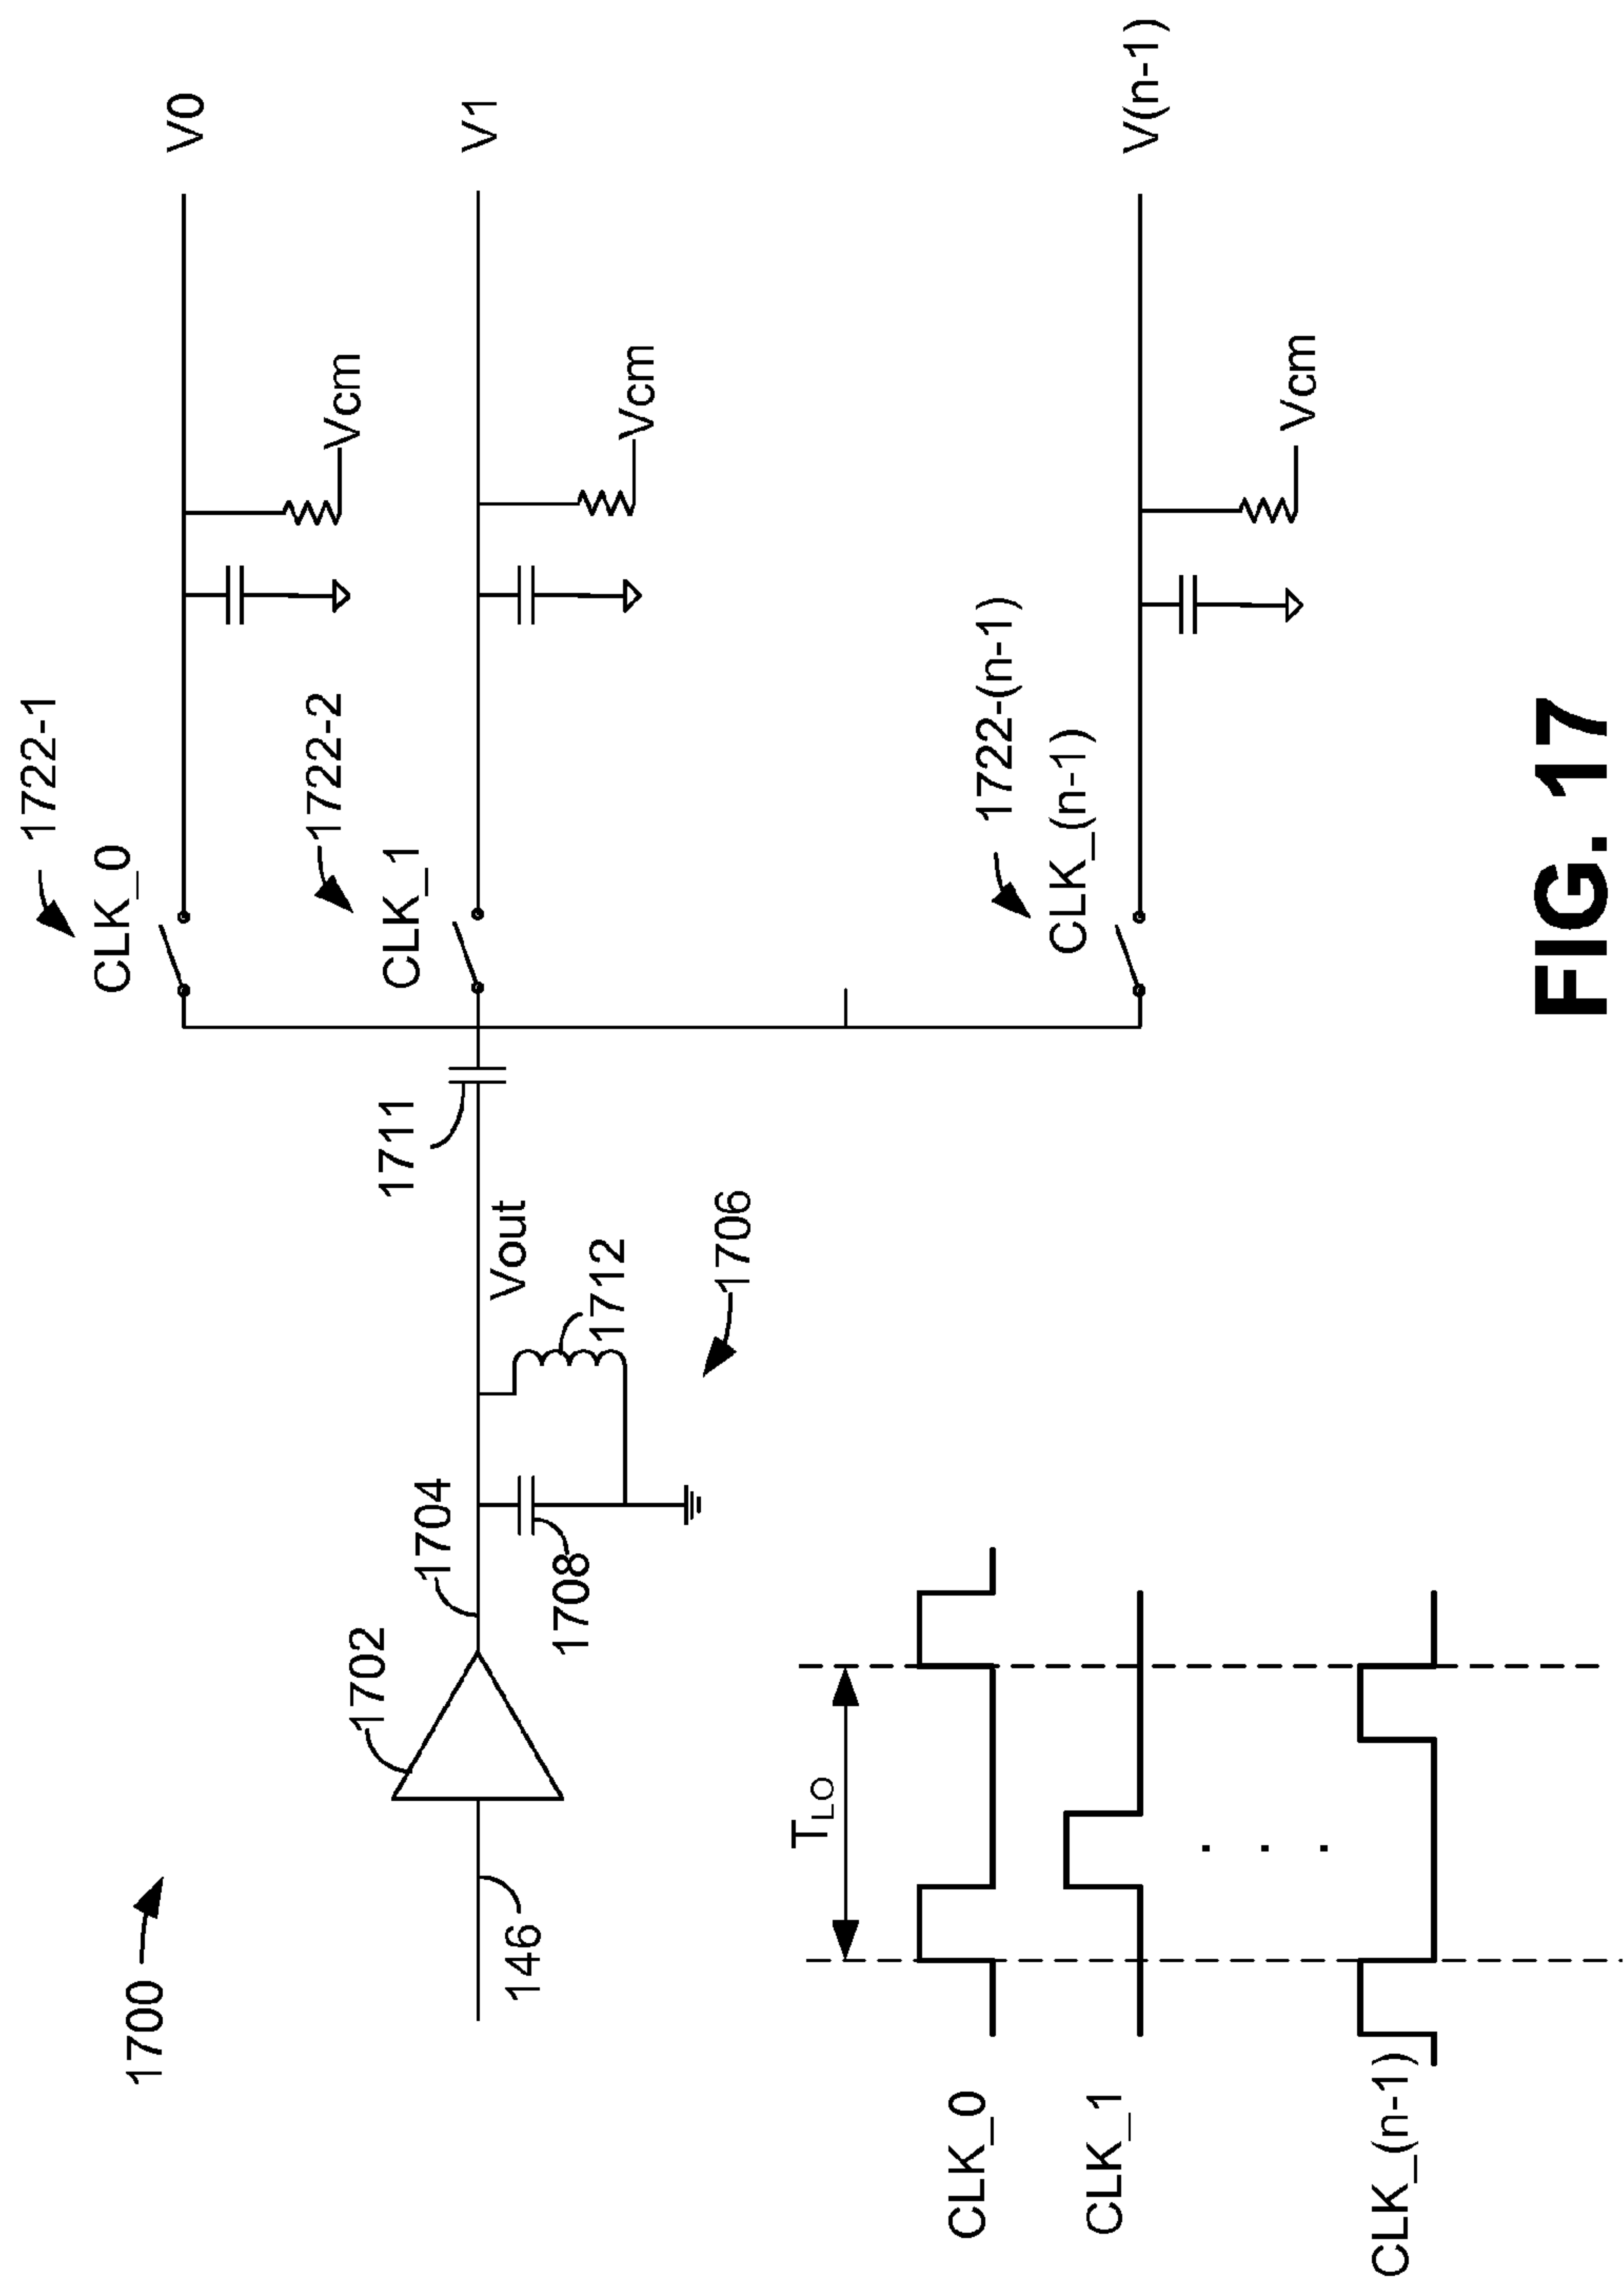 1700
146
1702
1704
1708
1706
1712
Vout
1711
1722-1
CLK_0
V0
Vcm
1722-2
CLK_1
V1
Vcm
1722-(n-1)
CLK_(n-1)
V(n-1)
Vcm
TLO
CLK_0
CLK_1
. . .
CLK_(n-1)
FIG. 17